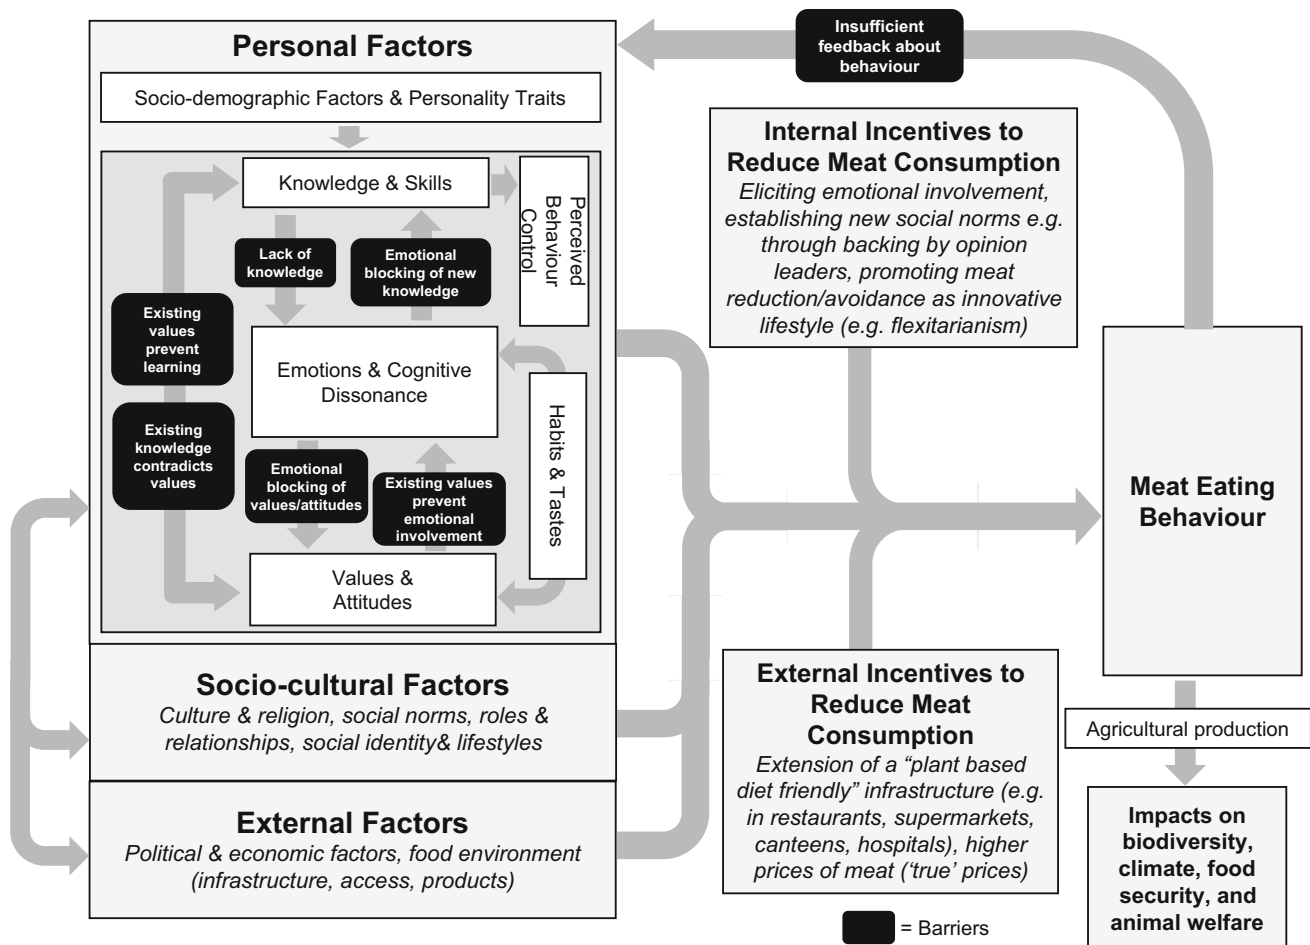 Personal Factors
Socio-demographic Factors & Personality Traits
Knowledge & Skills
Perceived
Behaviour
Control
Lack of
knowledge
Emotional
blocking of new
knowledge
Existing
values
prevent
learning
Emotions & Cognitive
Dissonance
Habits & Tastes
Existing
knowledge
contradicts
values
Emotional
blocking of
values/attitudes
Existing values
prevent
emotional
involvement
Values &
Attitudes
Socio-cultural Factors
Culture & religion, social norms, roles &
relationships, social identity& lifestyles
External Factors
Political & economic factors, food environment
(infrastructure, access, products)
Insufficient
feedback about
behaviour
Internal Incentives to
Reduce Meat Consumption
Eliciting emotional involvement,
establishing new social norms e.g.
through backing by opinion
leaders, promoting meat
reduction/avoidance as innovative
lifestyle (e.g. flexitarianism)
External Incentives to
Reduce Meat
Consumption
Extension of a “plant based
diet friendly” infrastructure (e.g.
in restaurants, supermarkets,
canteens, hospitals), higher
prices of meat (‘true’ prices)
= Barriers
Meat Eating
Behaviour
Agricultural production
Impacts on
biodiversity,
climate, food
security, and
animal welfare